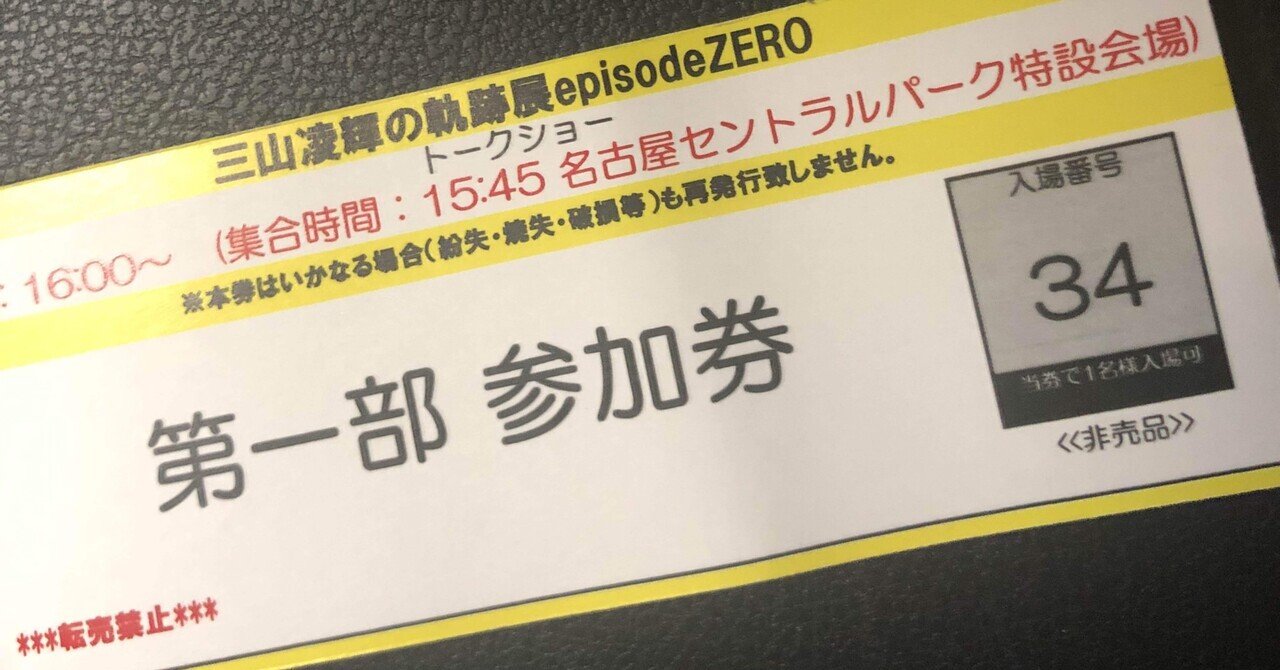 三山凌輝の軌跡展episodeZERO
トークショー
: 16:00～ (集合時間：15:45 名古屋セントラルパーク特設会場)
※本券はいかなる場合(紛失・焼失・破損等)も再発行致しません。
入場番号
34
当券で1名様入場可
<<非売品>>
第一部 参加券
***転売禁止***